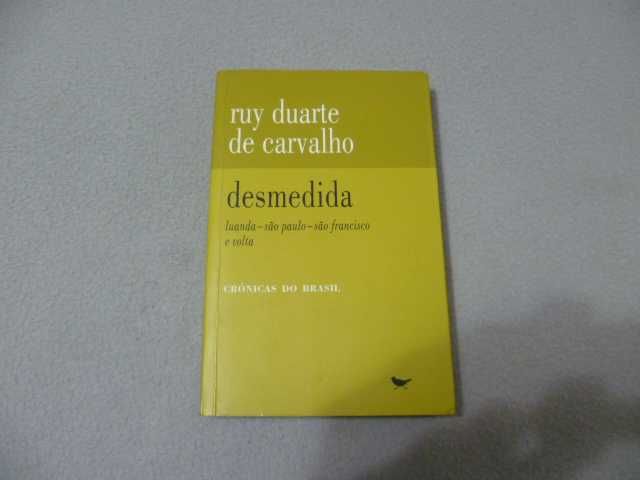 ruy duarte
de carvalho
desmedida
luanda – são paulo – são francisco
e volta
CRÓNICAS DO BRASIL